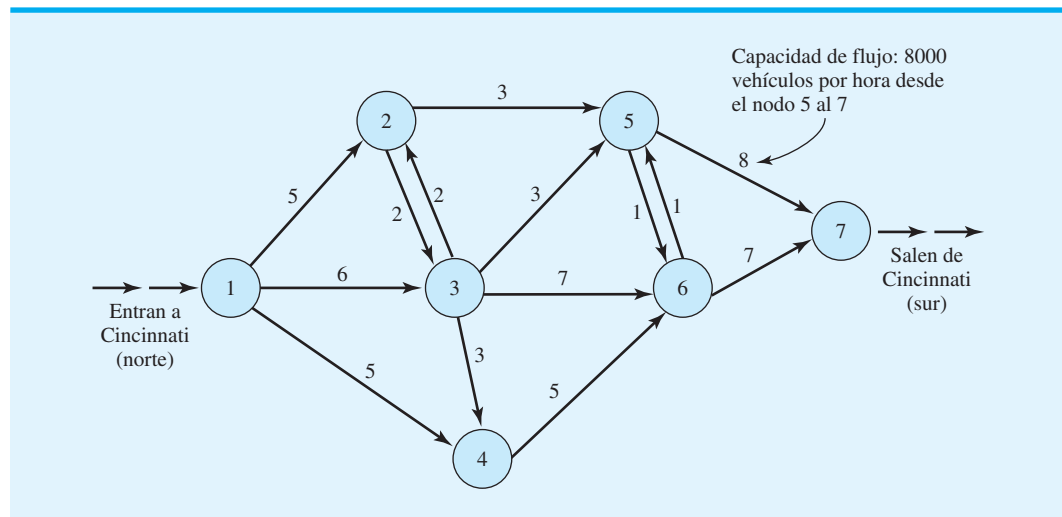 Capacidad de flujo: 8000
vehículos por hora desde
el nodo 5 al 7
3
2
5
8
5
2
2
3
1
1
7
7
Entran a
Cincinnati
(norte)
1
6
3
7
6
Salen de
Cincinnati
(sur)
5
3
5
4